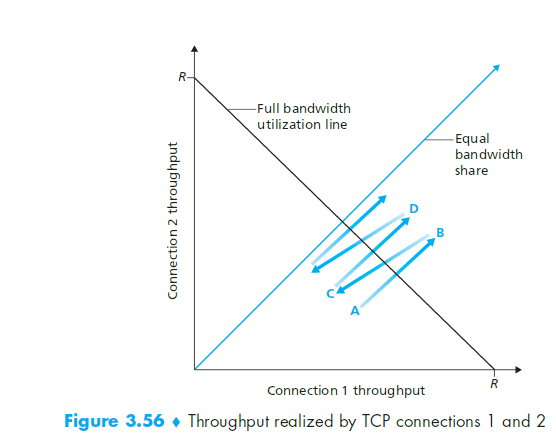 R
Full bandwidth
utilization line
Equal
bandwidth
share
D
B
C
A
Connection 2 throughput
R
Connection 1 throughput
Figure 3.56 ♦ Throughput realized by TCP connections 1 and 2